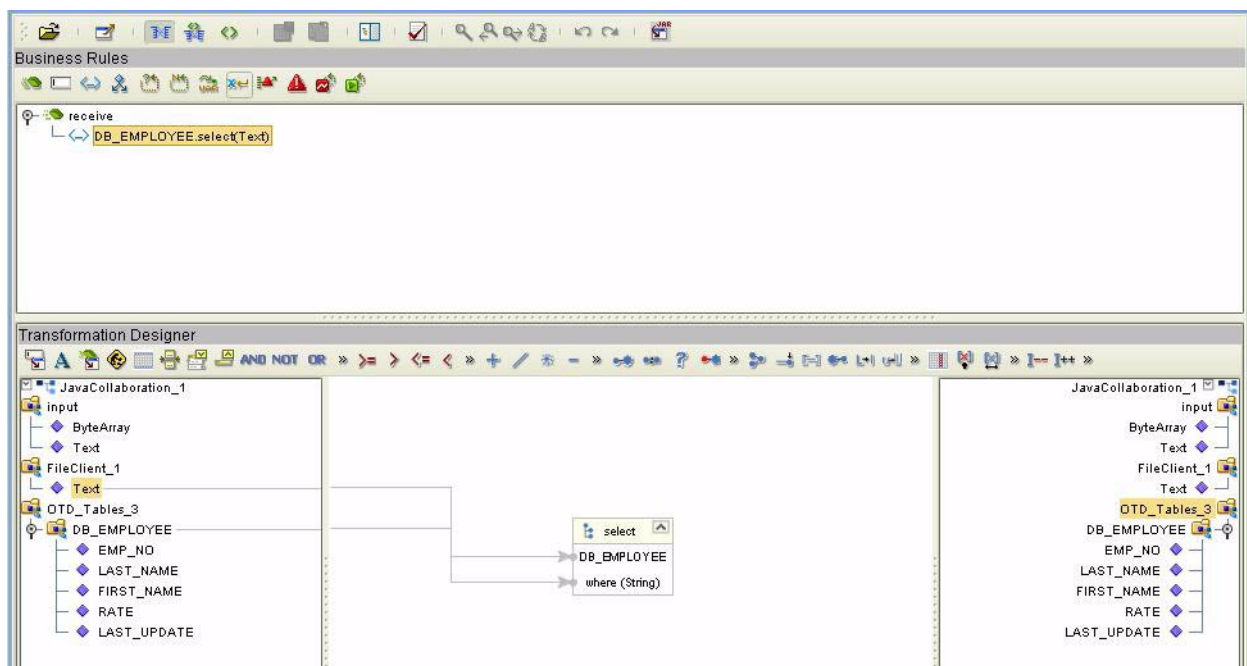 JAR
Business Rules
receive
DB_EMPLOYEE.select(Text)
Transformation Designer
A AND NOT OR » >= > <= < » + / * - » ? » » » ]-- ]++ »
JavaCollaboration_1
input
ByteArray
Text
FileClient_1
Text
OTD_Tables_3
DB_EMPLOYEE
EMP_NO
LAST_NAME
FIRST_NAME
RATE
LAST_UPDATE
select
DB_EMPLOYEE
where (String)
JavaCollaboration_1
input
ByteArray
Text
FileClient_1
Text
OTD_Tables_3
DB_EMPLOYEE
EMP_NO
LAST_NAME
FIRST_NAME
RATE
LAST_UPDATE